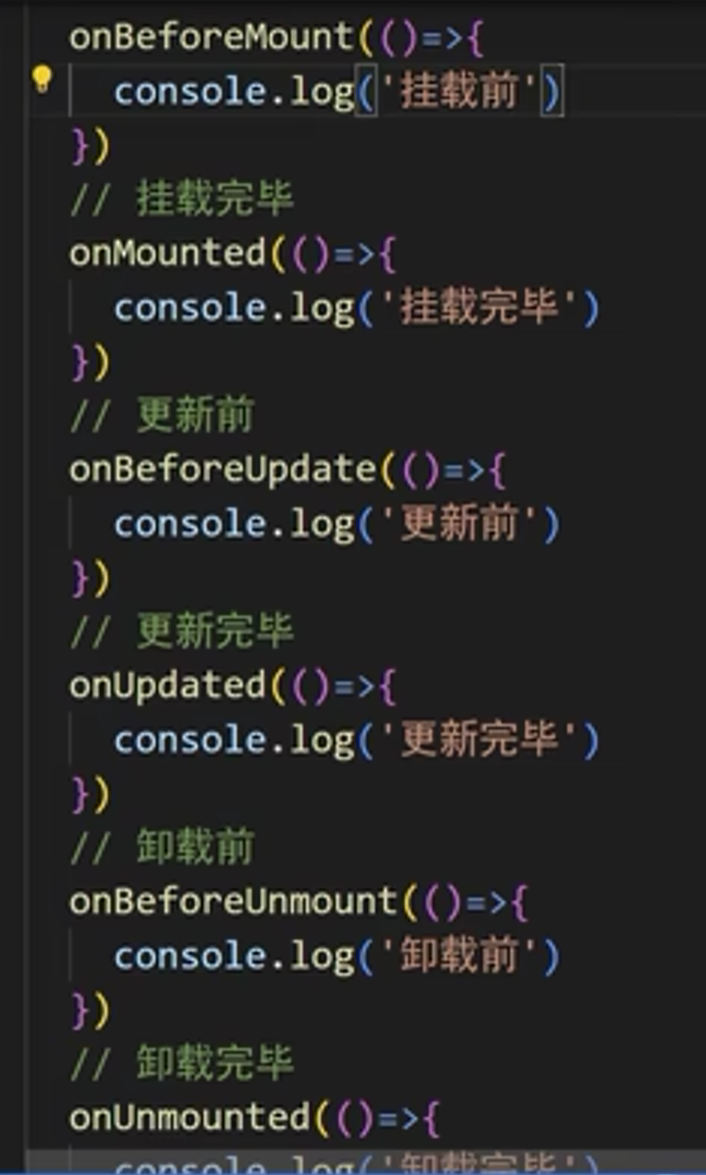 onBeforeMount(()=>{
  console.log('挂载前')
})
// 挂载完毕
onMounted(()=>{
  console.log('挂载完毕')
})
// 更新前
onBeforeUpdate(()=>{
  console.log('更新前')
})
// 更新完毕
onUpdated(()=>{
  console.log('更新完毕')
})
// 卸载前
onBeforeUnmount(()=>{
  console.log('卸载前')
})
// 卸载完毕
onUnmounted(()=>{
  console.log('卸载完毕')